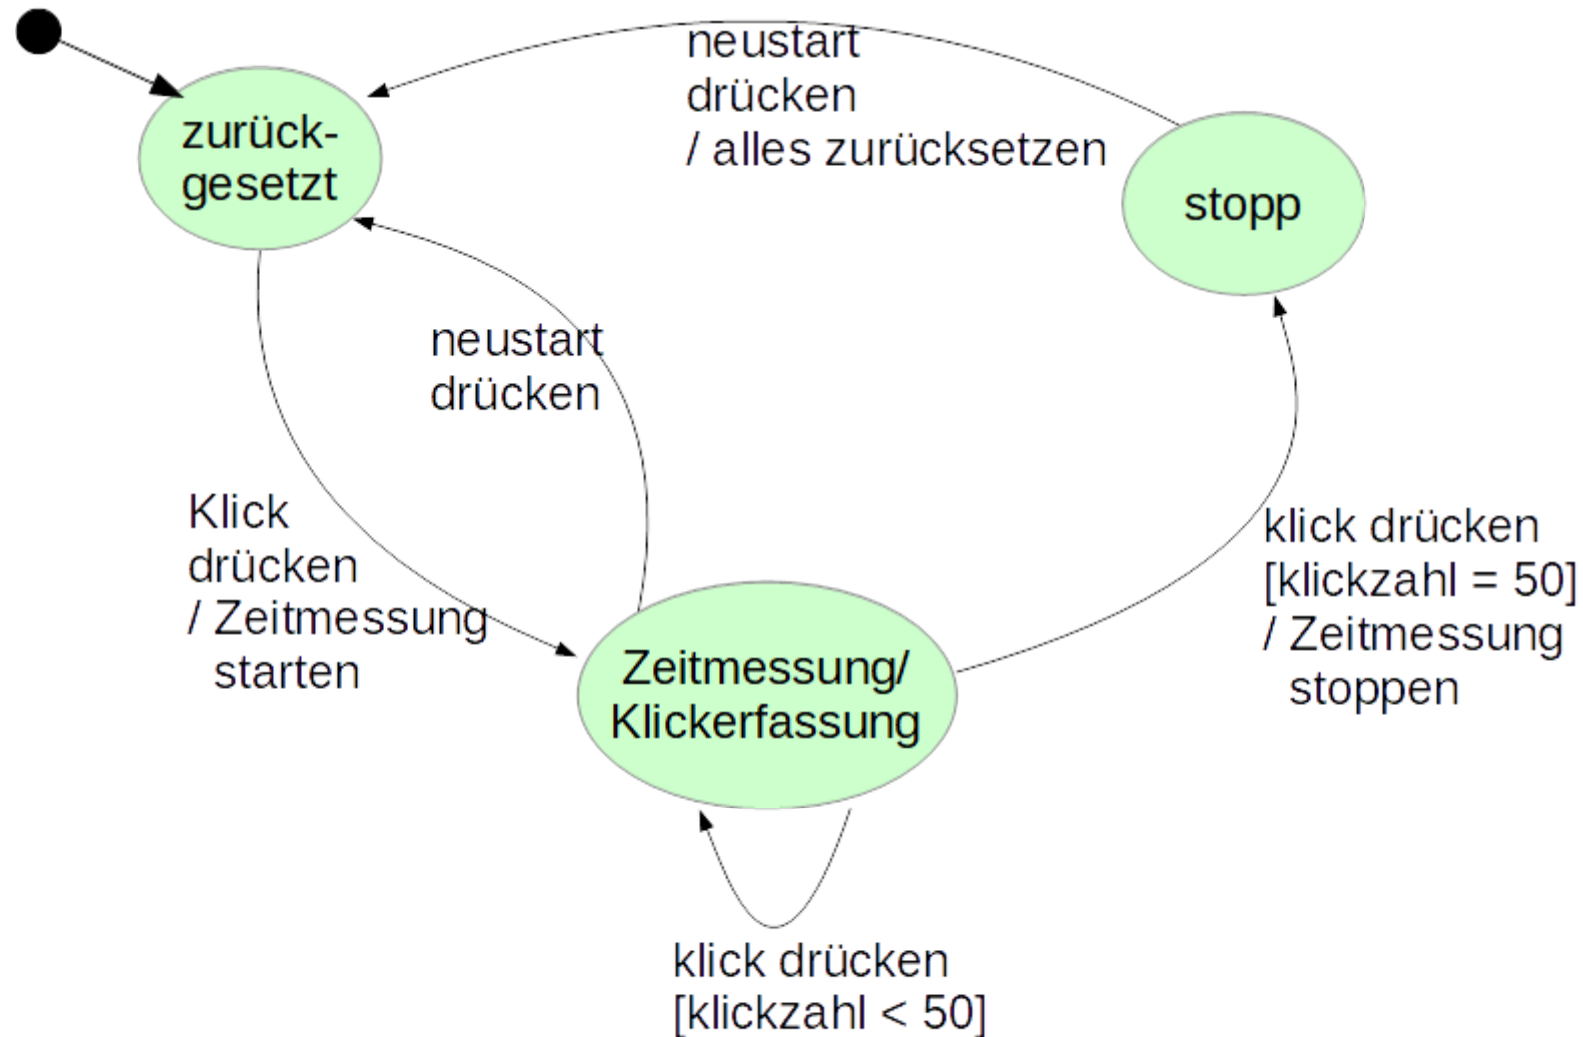 neustart
drücken
/ alles zurücksetzen
zurück-
gesetzt
stopp
neustart
drücken
Klick
drücken
/ Zeitmessung
starten
klick drücken
[klickzahl = 50]
/ Zeitmessung
stoppen
Zeitmessung/
Klickerfassung
klick drücken
[klickzahl < 50]